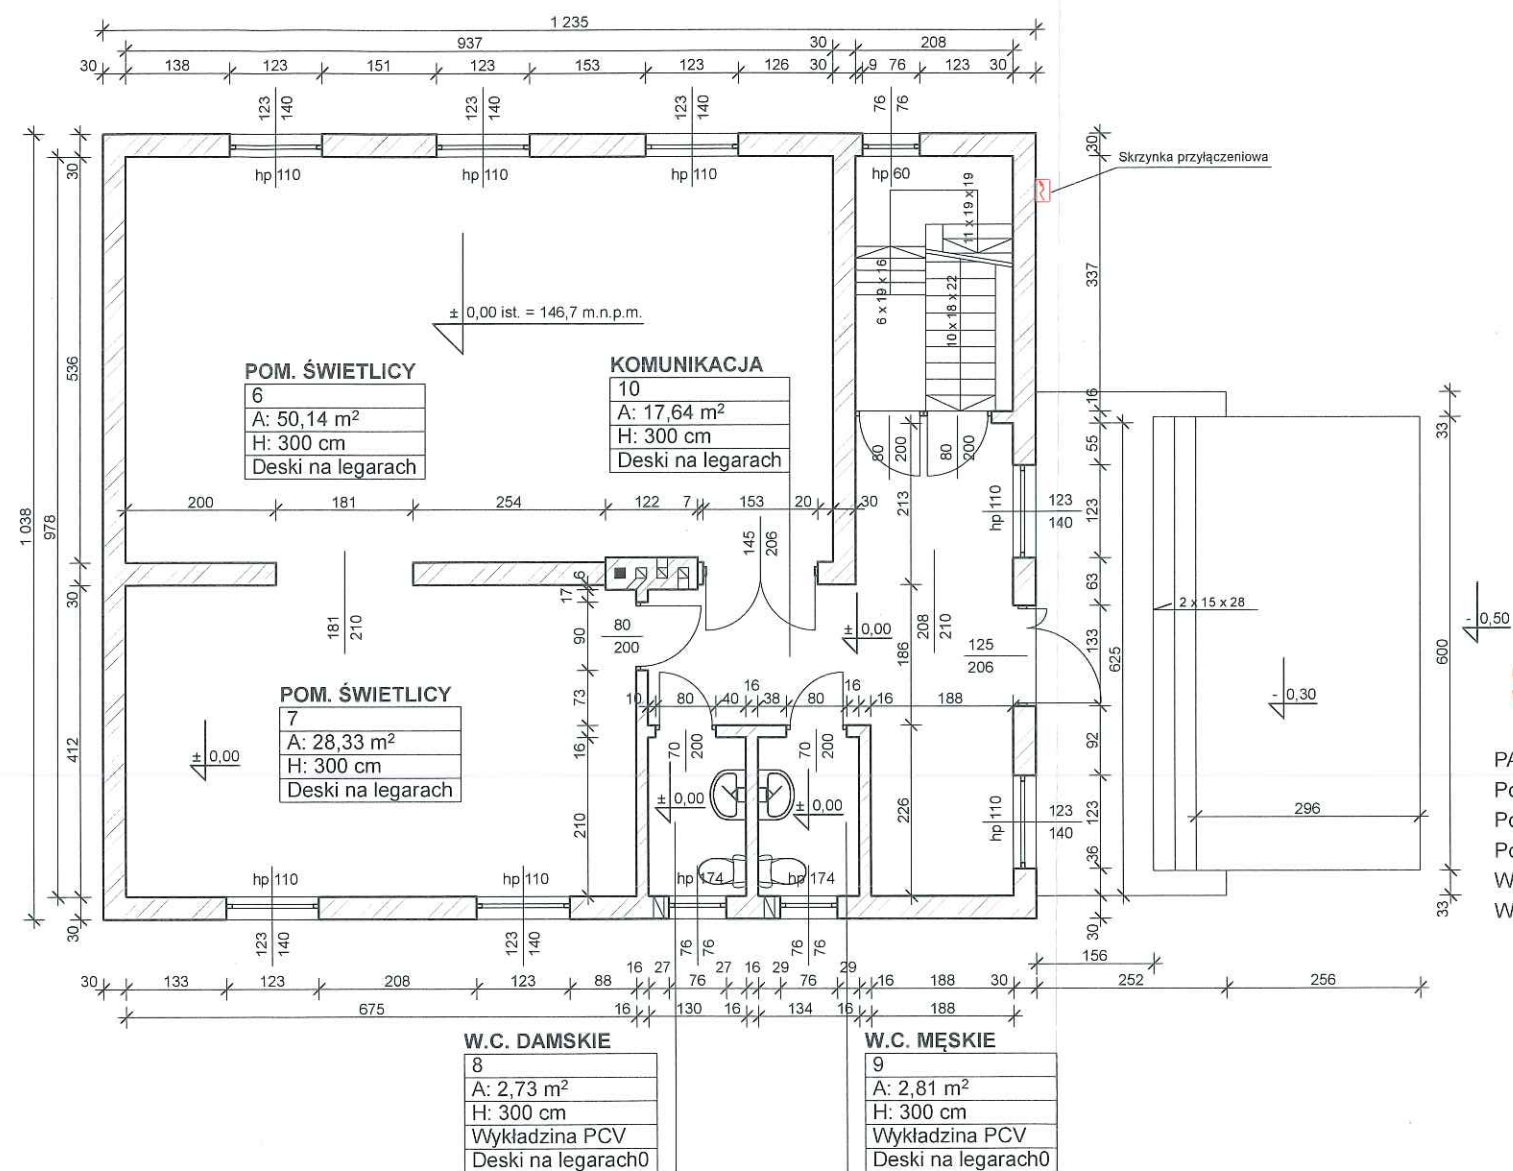 1 235
937 30 208
30 138 123 151 123 153 123 126 30 9 76 123 30
123 140
123 140
123 140
76 76
hp 110
hp 110
hp 110
hp 60
30
30
30
Skrzynka przyłączeniowa
11 x 19 x 19
6 x 19 x 16
10 x 18 x 22
337
± 0,00 ist. = 146,7 m.n.p.m.
536
1 038
978
POM. ŚWIETLICY
6
A: 50,14 m²
H: 300 cm
Deski na legarach
KOMUNIKACJA
10
A: 17,64 m²
H: 300 cm
Deski na legarach
16
33
55
80 200
80 200
200 181 254 122 7 153 20 30
213
hp 110
123
140
123
145 206
30
6
17
63
2 x 15 x 28
- 0,50
181 210
90
80
200
± 0,00
186
208 210
125
206
133
625
600
- 0,30
73
10 80 40 16 38 80 16 16 188
POM. ŚWIETLICY
7
A: 28,33 m²
H: 300 cm
Deski na legarach
± 0,00
412
16
70 200
70 200
92
± 0,00
± 0,00
210
226
hp 110
123
140
123
296
36
hp 110
hp 110
hp 174
hp 174
30
30
33
PA
Po
Po
Po
W
W
123 140
123 140
76 76
76 76
156
30 133 123 208 123 88 16 27 76 27 16 29 76 29 16 188 30 252 256
675 16 130 16 134 16 188
W.C. DAMSKIE
8
A: 2,73 m²
H: 300 cm
Wykładzina PCV
Deski na legarach0
W.C. MĘSKIE
9
A: 2,81 m²
H: 300 cm
Wykładzina PCV
Deski na legarach0